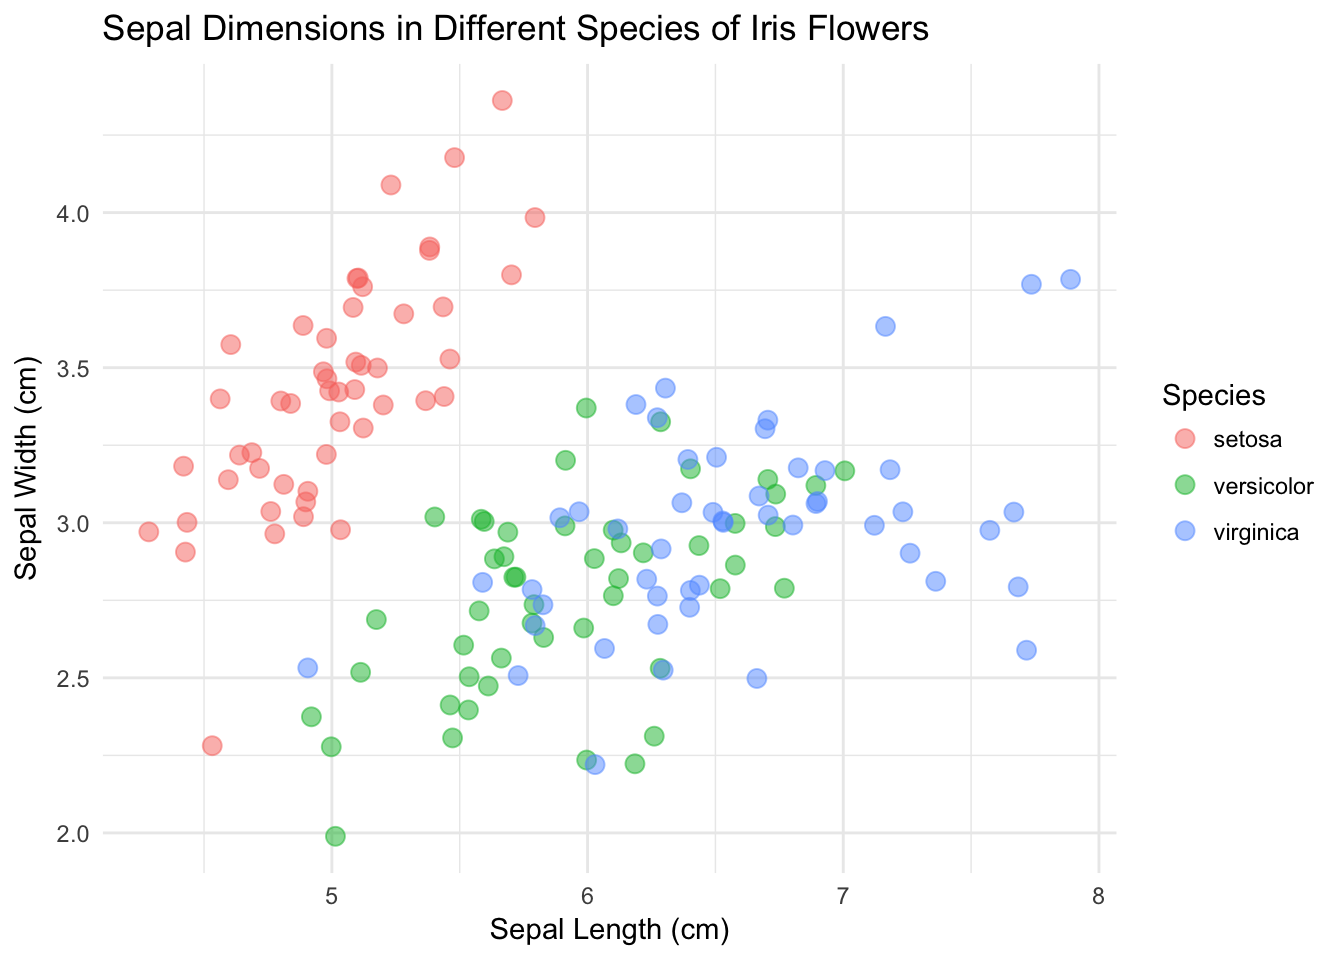 Sepal Dimensions in Different Species of Iris Flowers
Sepal Width (cm)
4.0
3.5
3.0
2.5
2.0
5 6 7 8
Sepal Length (cm)
Species
setosa
versicolor
virginica